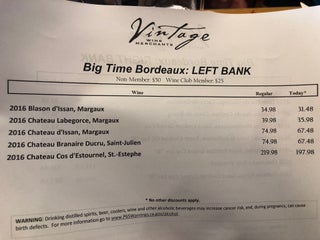 Vintage
WINE
MERCHANTS
Big Time Bordeaux: LEFT BANK
Non-Member: $50 Wine Club Member: $25
Wine Regular Today*
2016 Blason d'Issan, Margaux 34.98 31.48
2016 Chateau Labegorce, Margaux 39.98 35.98
2016 Chateau d'Issan, Margaux 74.98 67.48
2016 Chateau Branaire Ducru, Saint-Julien 74.98 67.48
2016 Chateau Cos d'Estournel, St.-Estephe 219.98 197.98
* No other discounts apply.
WARNING: Drinking distilled spirits, beer, coolers, wine and other alcoholic beverages may increase cancer risk, and, during pregnancy, can cause
birth defects. For more information go to www.P65Warnings.ca.gov/alcohol